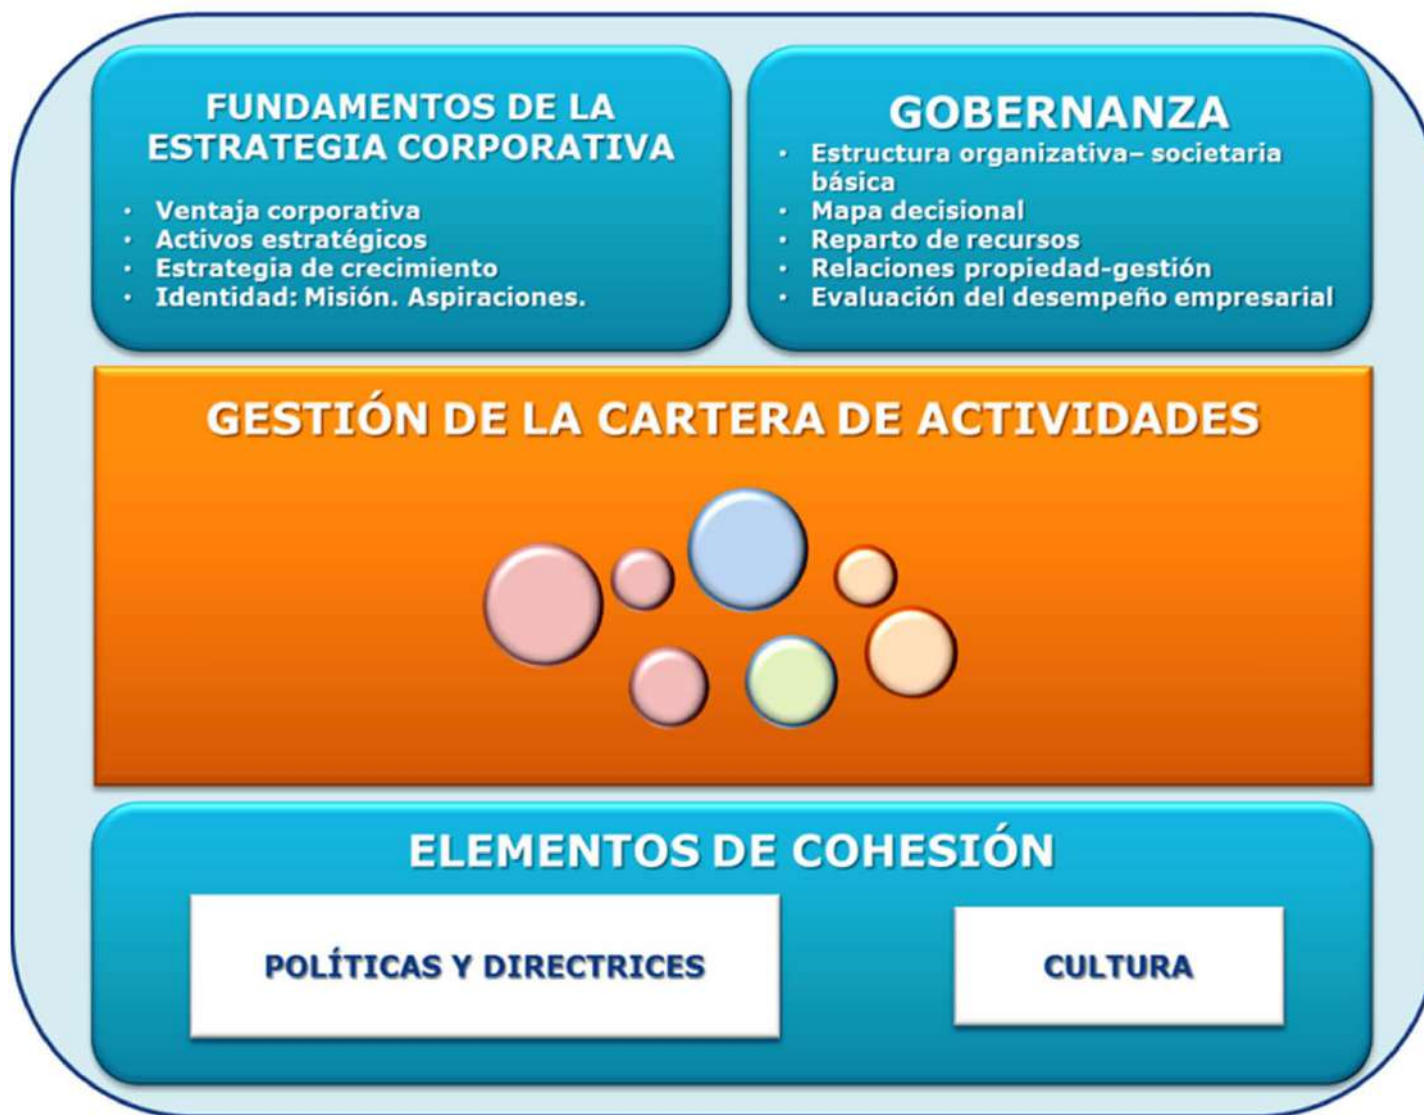 FUNDAMENTOS DE LA
ESTRATEGIA CORPORATIVA
• Ventaja corporativa
• Activos estratégicos
• Estrategia de crecimiento
• Identidad: Misión. Aspiraciones.
GOBERNANZA
• Estructura organizativa– societaria
básica
• Mapa decisional
• Reparto de recursos
• Relaciones propiedad-gestión
• Evaluación del desempeño empresarial
GESTIÓN DE LA CARTERA DE ACTIVIDADES
ELEMENTOS DE COHESIÓN
POLÍTICAS Y DIRECTRICES
CULTURA